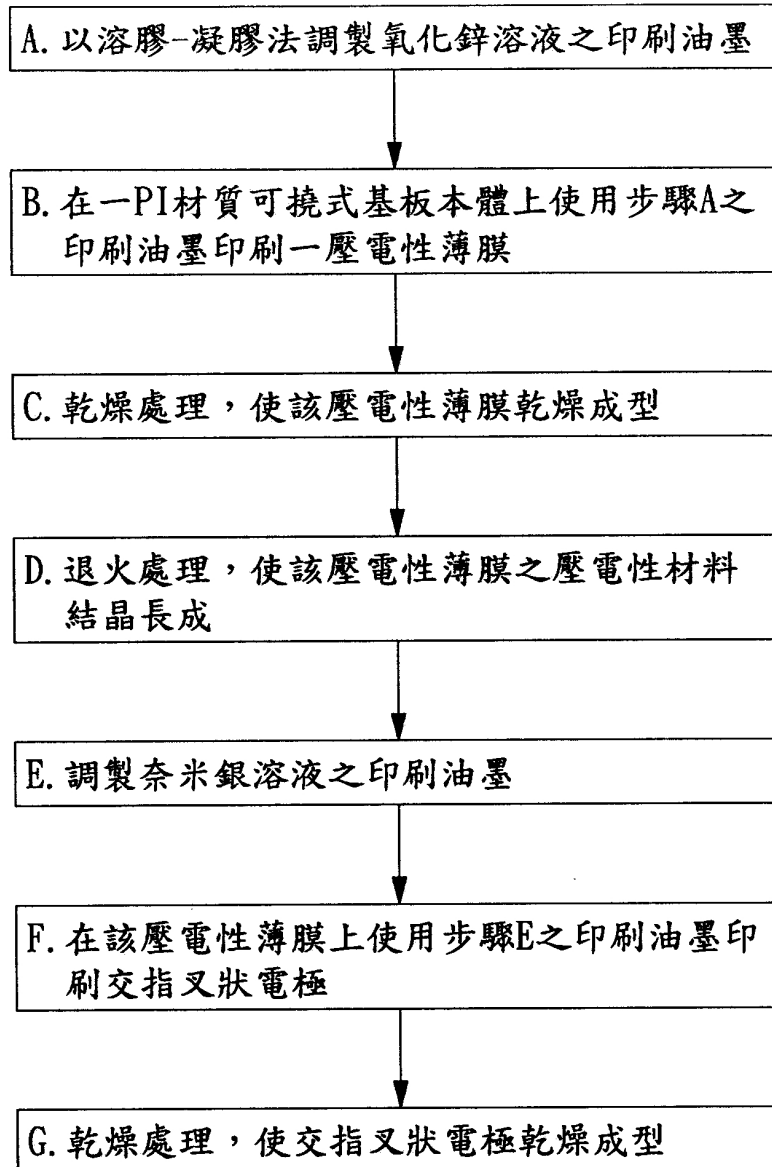 A. 以溶膠-凝膠法調製氧化鋅溶液之印刷油墨
B. 在一PI材質可撓式基板本體上使用步驟A之
印刷油墨印刷一壓電性薄膜
C. 乾燥處理，使該壓電性薄膜乾燥成型
D. 退火處理，使該壓電性薄膜之壓電性材料
結晶長成
E. 調製奈米銀溶液之印刷油墨
F. 在該壓電性薄膜上使用步驟E之印刷油墨印
刷交指叉狀電極
G. 乾燥處理，使交指叉狀電極乾燥成型